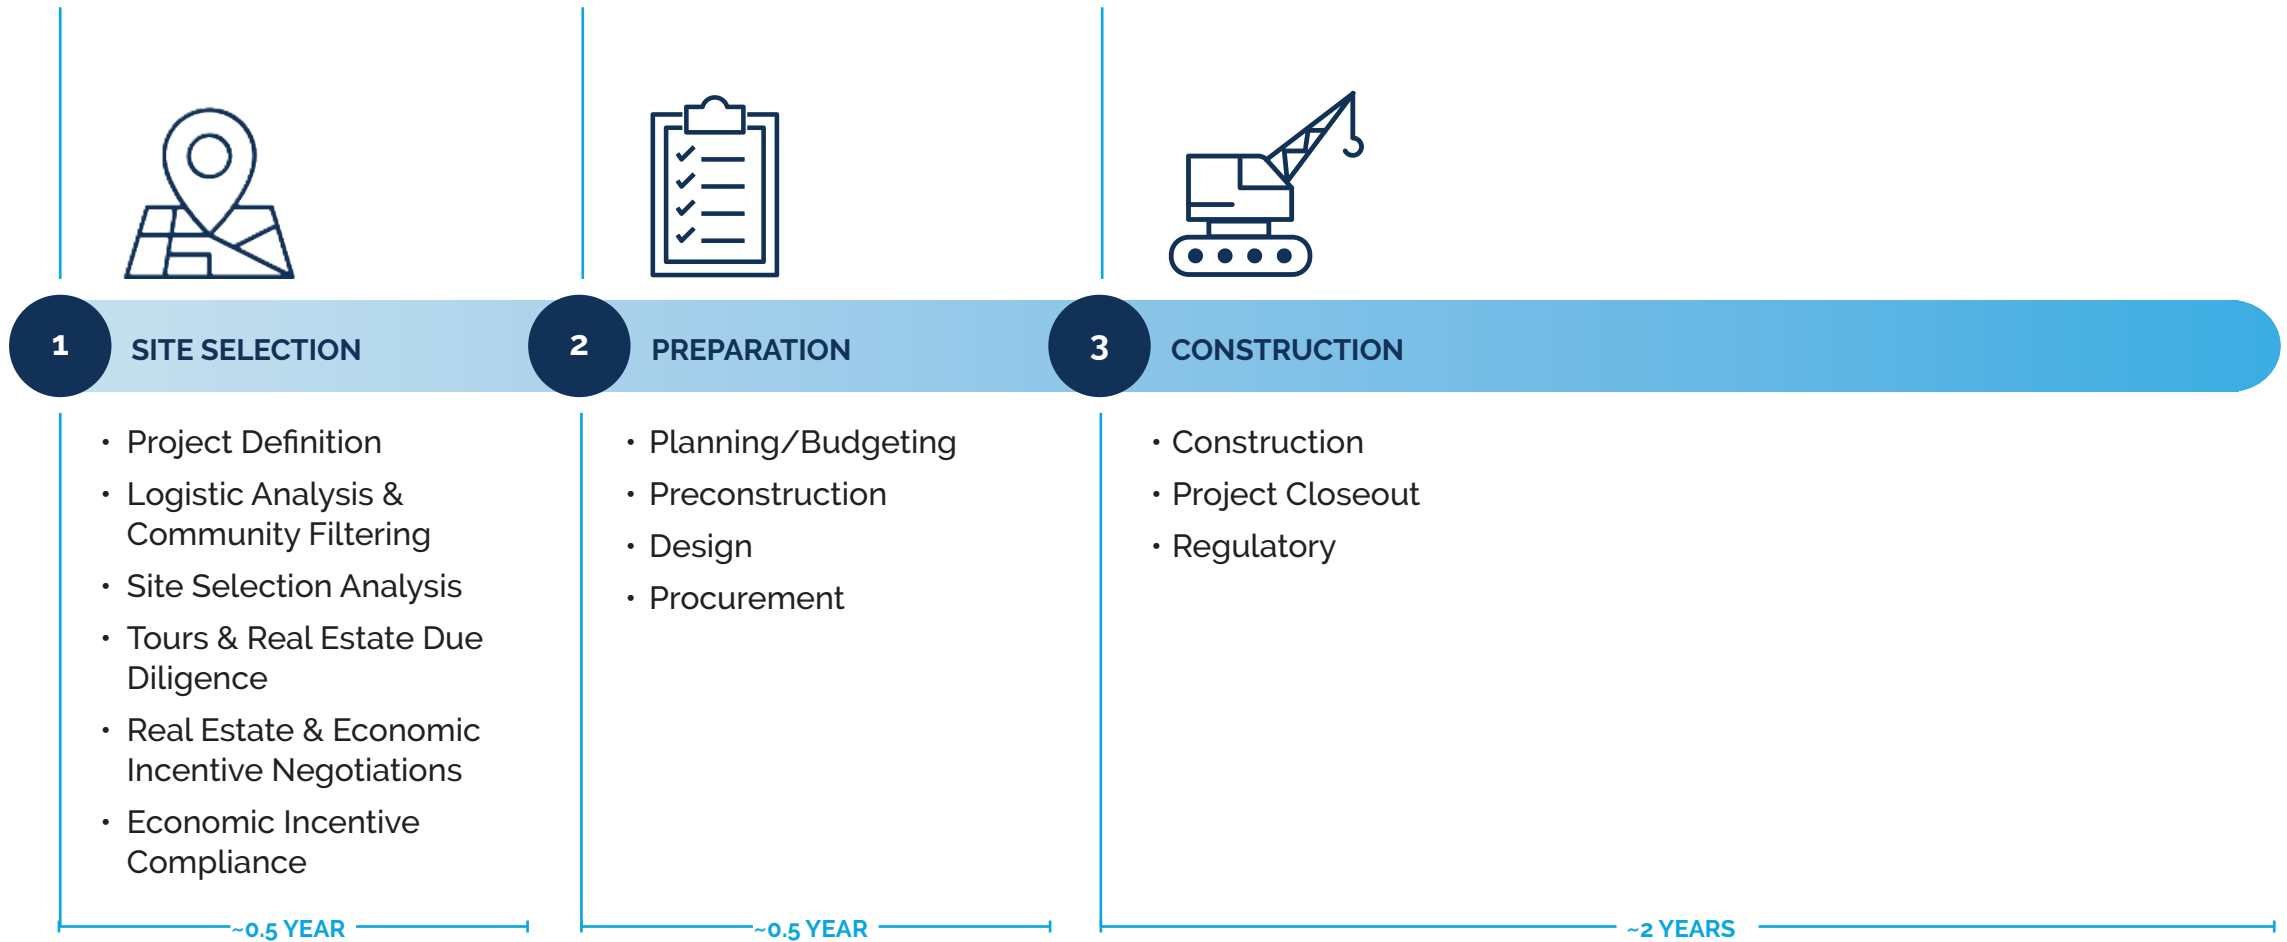 1
SITE SELECTION
• Project Definition
• Logistic Analysis &
Community Filtering
• Site Selection Analysis
• Tours & Real Estate Due
Diligence
• Real Estate & Economic
Incentive Negotiations
• Economic Incentive
Compliance
~0.5 YEAR
2
PREPARATION
• Planning/Budgeting
• Preconstruction
• Design
• Procurement
~0.5 YEAR
3
CONSTRUCTION
• Construction
• Project Closeout
• Regulatory
~2 YEARS